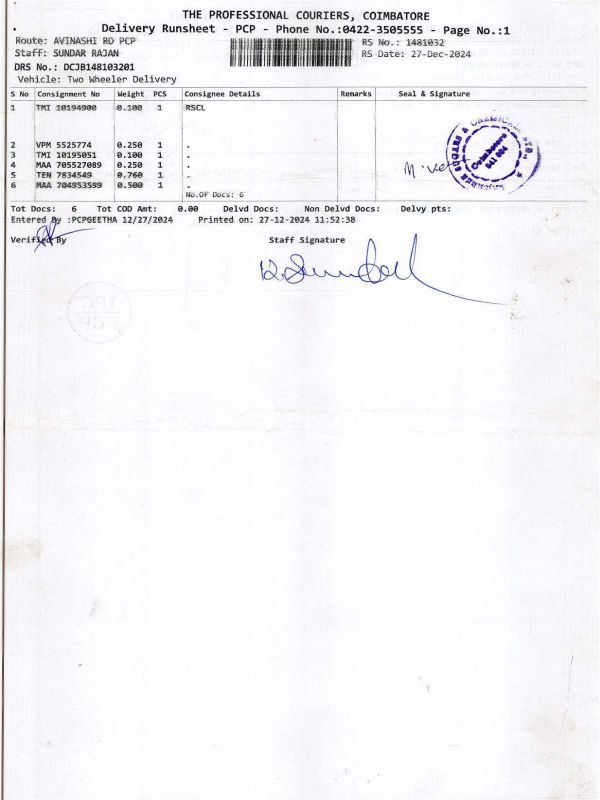 THE PROFESSIONAL COURIERS, COIMBATORE
Delivery Runsheet - PCP - Phone No.:0422-3505555 - Page No.:1
Route: AVINASHI RD PCP RS No.: 1481032
Staff: SUNDAR RAJAN RS Date: 27-Dec-2024
DRS No.: DCJB148103201
Vehicle: Two Wheeler Delivery
S No Consignment No Weight PCS Consignee Details Remarks Seal & Signature
1 TMI 10194900 0.100 1 RSCL
2 VPM 5525774 0.250 1 .
3 TMI 10195051 0.100 1 .
4 MAA 705527089 0.250 1 .
5 TEN 7834549 0.760 1 .
6 MAA 704953599 0.500 1 .
No.OF Docs: 6
SUGARS & CHEMICALS LTD
Coimbatore
641 004
Tot Docs: 6 Tot COD Amt: 0.00 Delvd Docs: Non Delvd Docs: Delvy pts:
Entered By :PCPGEETHA 12/27/2024 Printed on: 27-12-2024 11:52:38
Verified By Staff Signature